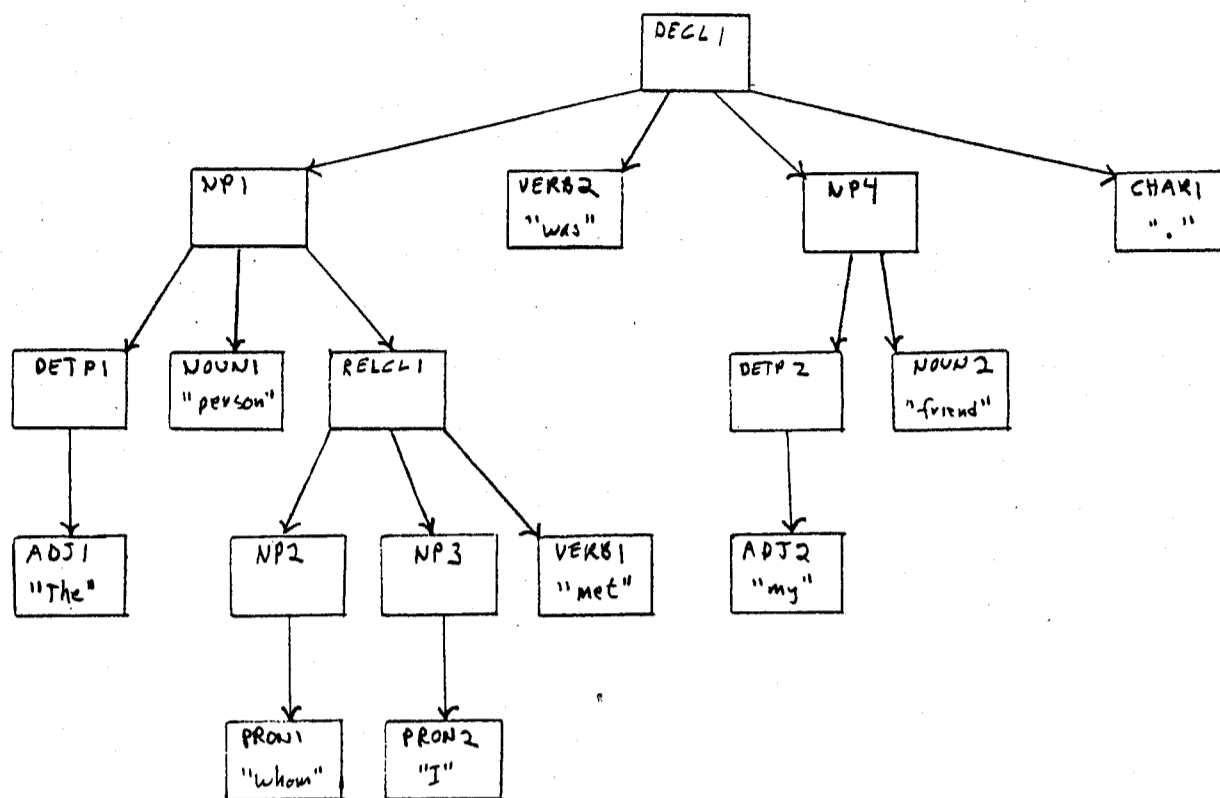 DECL1
NP1
VERB2
"was"
NP4
CHAR1
"."
DETP1
NOUN1
"person"
RELCL1
DETP2
NOUN2
"friend"
ADJ1
"The"
NP2
NP3
VERB1
"met"
ADJ2
"my"
PRON1
"whom"
PRON2
"I"